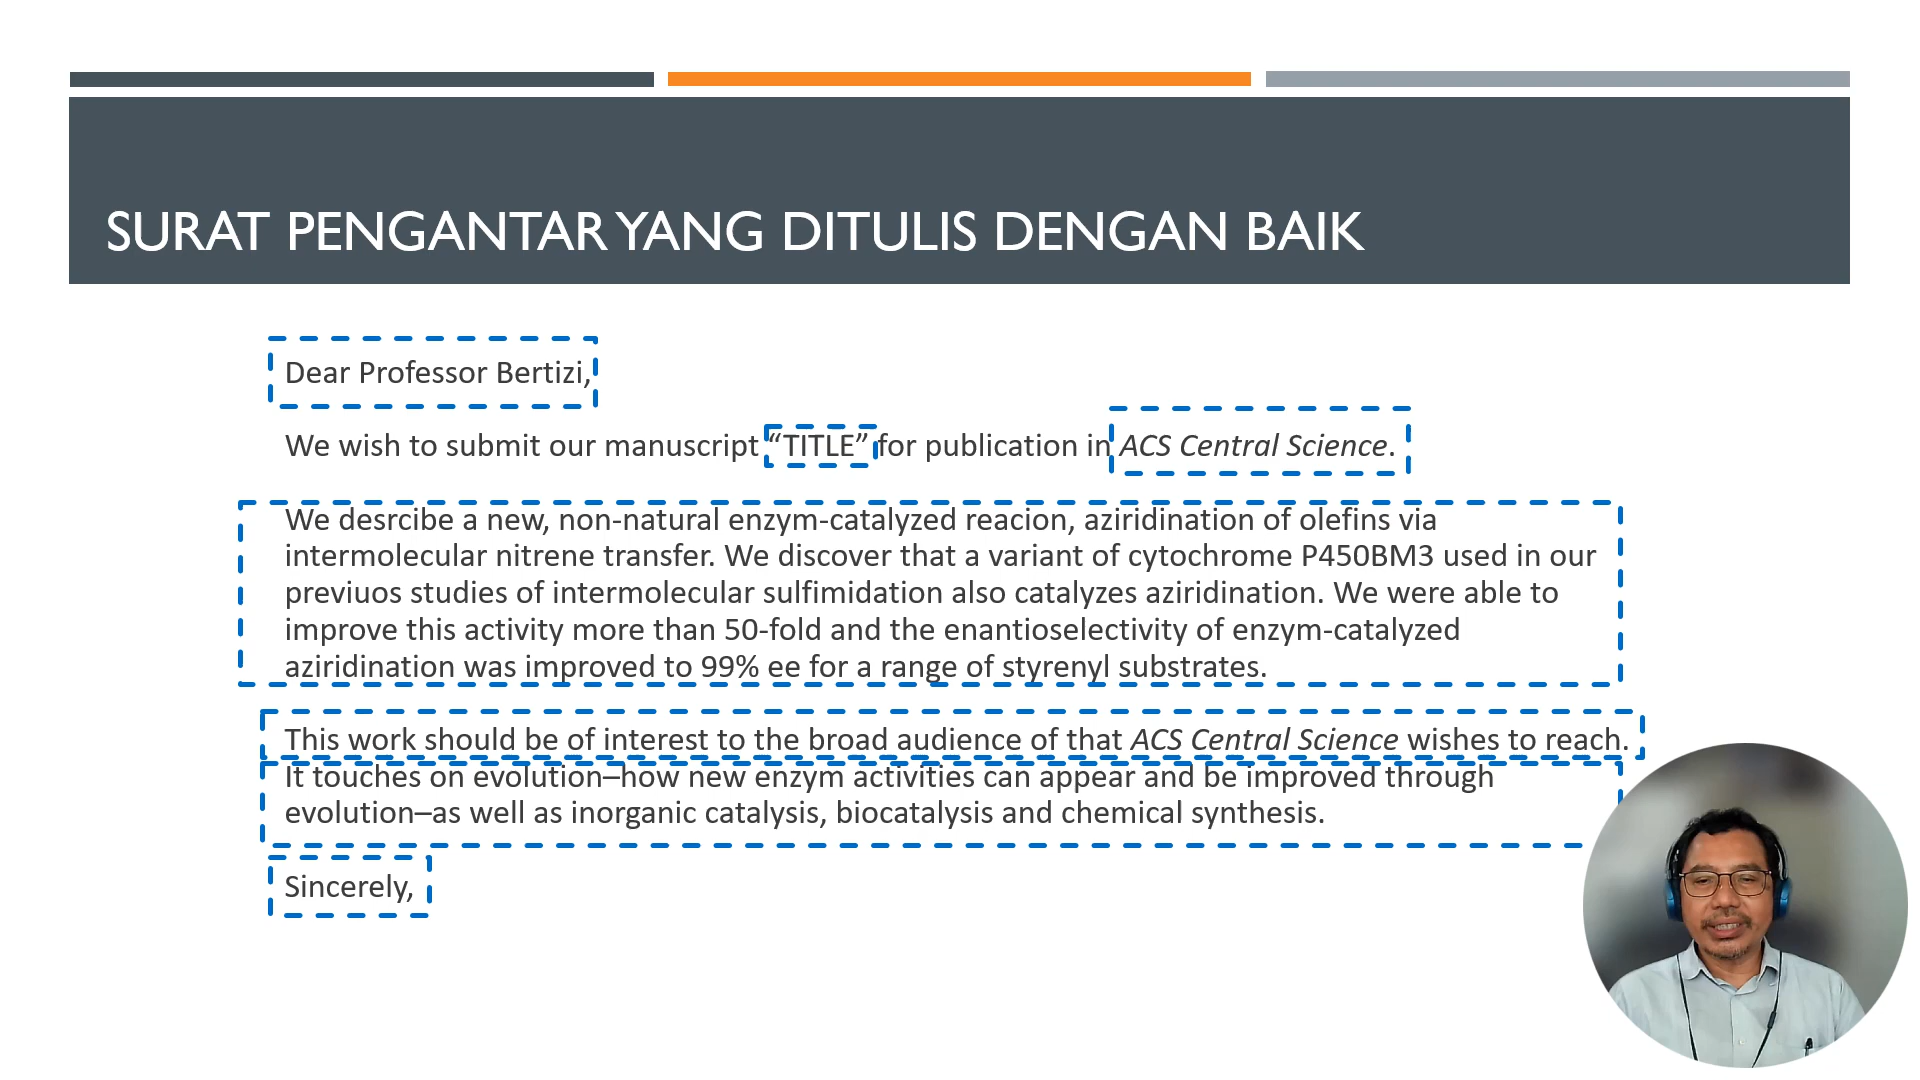 SURAT PENGANTAR YANG DITULIS DENGAN BAIK
Dear Professor Bertizi,
We wish to submit our manuscript “TITLE” for publication in ACS Central Science.
We desrcibe a new, non-natural enzym-catalyzed reacion, aziridination of olefins via
intermolecular nitrene transfer. We discover that a variant of cytochrome P450BM3 used in our
previuos studies of intermolecular sulfimidation also catalyzes aziridination. We were able to
improve this activity more than 50-fold and the enantioselectivity of enzym-catalyzed
aziridination was improved to 99% ee for a range of styrenyl substrates.
This work should be of interest to the broad audience of that ACS Central Science wishes to reach.
It touches on evolution–how new enzym activities can appear and be improved through
evolution–as well as inorganic catalysis, biocatalysis and chemical synthesis.
Sincerely,